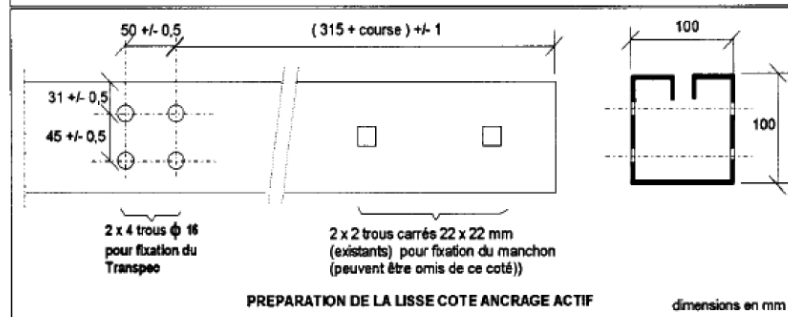 50 +/- 0,5
( 315 + course ) +/- 1
100
31 +/- 0,5
45 +/- 0,5
100
2 x 4 trous ϕ 16
pour fixation du
Transpec
2 x 2 trous carrés 22 x 22 mm
(existants) pour fixation du manchon
(peuvent être omis de ce coté))
PREPARATION DE LA LISSE COTE ANCRAGE ACTIF
dimensions en mm